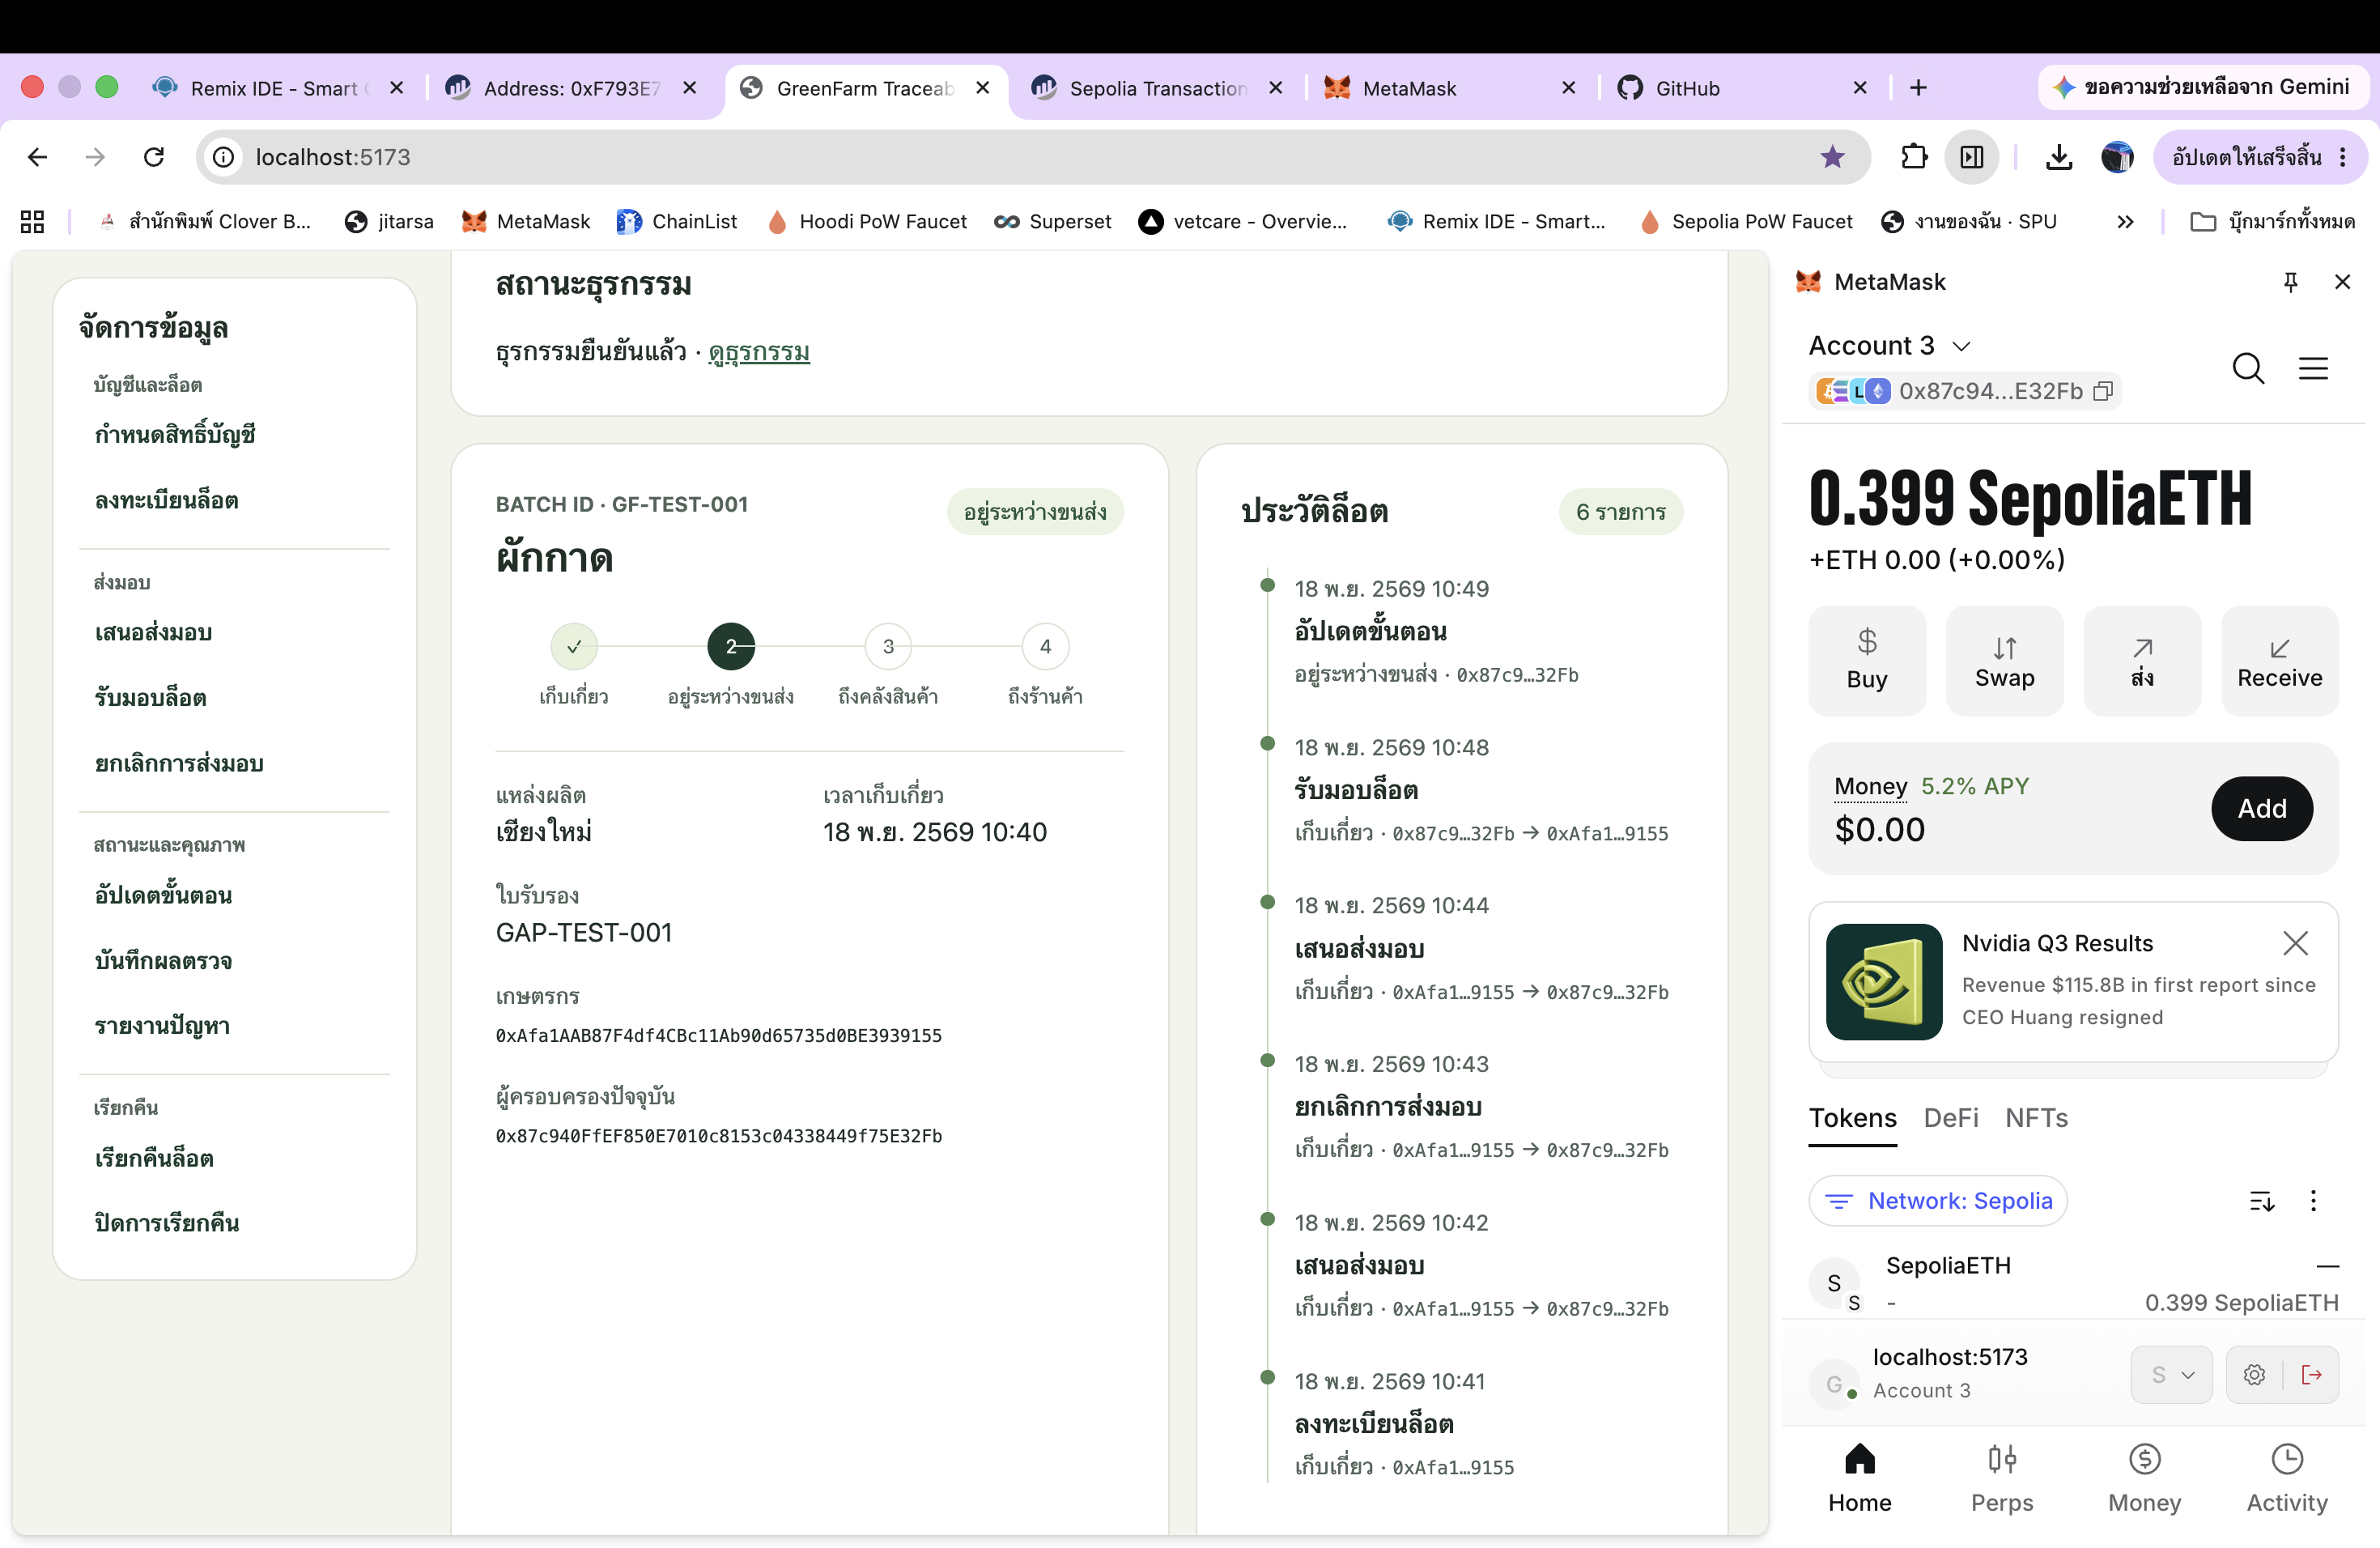 Remix IDE - Smart
Address: 0xF793E7
GreenFarm Traceab
Sepolia Transaction
MetaMask
GitHub
ขอความช่วยเหลือจาก Gemini
localhost:5173
อัปเดตให้เสร็จสิ้น
สำนักพิมพ์ Clover B...
jitarsa
MetaMask
ChainList
Hoodi PoW Faucet
Superset
vetcare - Overvie...
Remix IDE - Smart...
Sepolia PoW Faucet
งานของฉัน · SPU
บุ๊กมาร์กทั้งหมด
จัดการข้อมูล
บัญชีและล็อต
กำหนดสิทธิ์บัญชี
ลงทะเบียนล็อต
ส่งมอบ
เสนอส่งมอบ
รับมอบล็อต
ยกเลิกการส่งมอบ
สถานะและคุณภาพ
อัปเดตขั้นตอน
บันทึกผลตรวจ
รายงานปัญหา
เรียกคืน
เรียกคืนล็อต
ปิดการเรียกคืน
สถานะธุรกรรม
ธุรกรรมยืนยันแล้ว · ดูธุรกรรม
BATCH ID · GF-TEST-001
อยู่ระหว่างขนส่ง
ผักกาด
2
3
4
เก็บเกี่ยว
อยู่ระหว่างขนส่ง
ถึงคลังสินค้า
ถึงร้านค้า
แหล่งผลิต
เชียงใหม่
เวลาเก็บเกี่ยว
18 พ.ย. 2569 10:40
ใบรับรอง
GAP-TEST-001
เกษตรกร
0xAfa1AAB87F4df4CBc11Ab90d65735d0BE3939155
ผู้ครอบครองปัจจุบัน
0x87c940FfEF850E7010c8153c04338449f75E32Fb
ประวัติล็อต
6 รายการ
18 พ.ย. 2569 10:49
อัปเดตขั้นตอน
อยู่ระหว่างขนส่ง · 0x87c9…32Fb
18 พ.ย. 2569 10:48
รับมอบล็อต
เก็บเกี่ยว · 0x87c9…32Fb → 0xAfa1…9155
18 พ.ย. 2569 10:44
เสนอส่งมอบ
เก็บเกี่ยว · 0xAfa1…9155 → 0x87c9…32Fb
18 พ.ย. 2569 10:43
ยกเลิกการส่งมอบ
เก็บเกี่ยว · 0xAfa1…9155 → 0x87c9…32Fb
18 พ.ย. 2569 10:42
เสนอส่งมอบ
เก็บเกี่ยว · 0xAfa1…9155 → 0x87c9…32Fb
18 พ.ย. 2569 10:41
ลงทะเบียนล็อต
เก็บเกี่ยว · 0xAfa1…9155
MetaMask
Account 3
L
0x87c94...E32Fb
0.399 SepoliaETH
+ETH 0.00 (+0.00%)
Buy
Swap
ส่ง
Receive
Money 5.2% APY
$0.00
Add
Nvidia Q3 Results
Revenue $115.8B in first report since
CEO Huang resigned
Tokens
DeFi
NFTs
Network: Sepolia
S
S
SepoliaETH
—
-
0.399 SepoliaETH
G
localhost:5173
Account 3
S
Home
Perps
Money
Activity